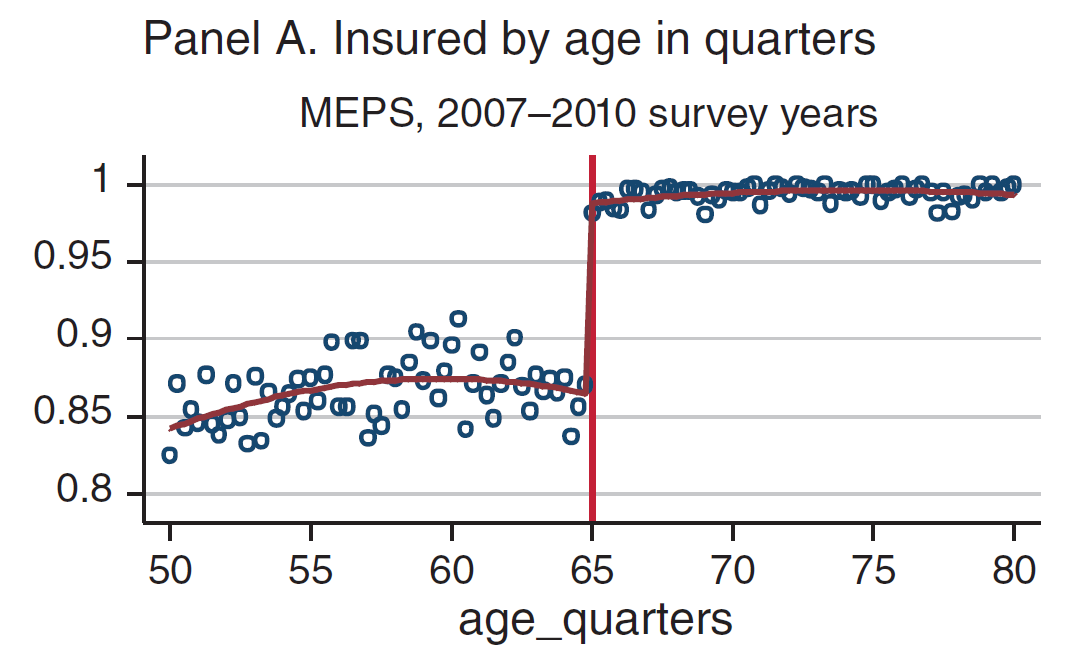 Panel A. Insured by age in quarters
MEPS, 2007–2010 survey years
1
0.95
0.9
0.85
0.8
50 55 60 65 70 75 80
age_quarters